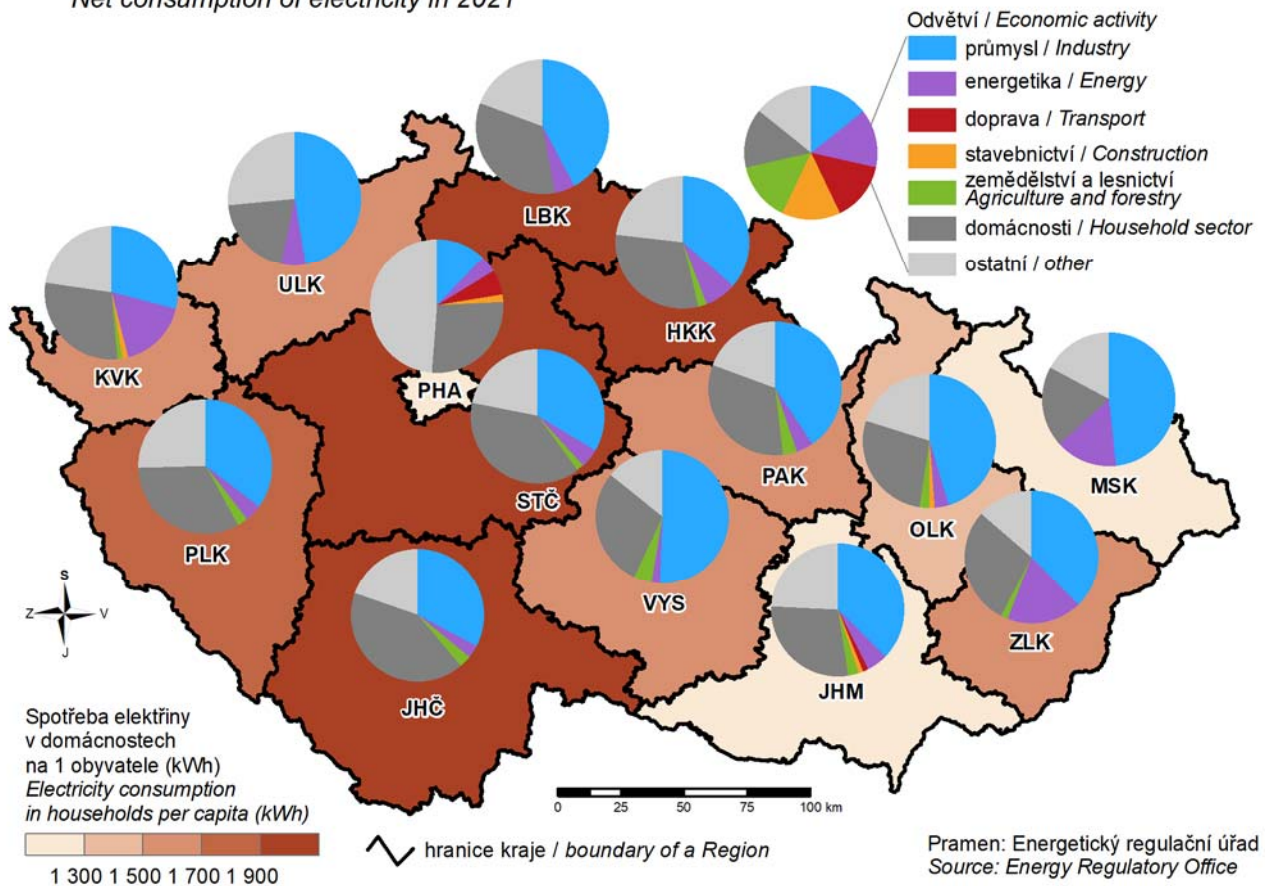 Net consumption of electricity in 2021
Odvětví / Economic activity
průmysl / Industry
energetika / Energy
doprava / Transport
stavebnictví / Construction
zemědělství a lesnictví
Agriculture and forestry
domácnosti / Household sector
ostatní / other
LBK
ULK
HKK
KVK
PHA
PAK
MSK
STČ
OLK
PLK
VYS
ZLK
JHM
JHČ
S
Z
V
J
Spotřeba elektřiny
v domácnostech
na 1 obyvatele (kWh)
Electricity consumption
in households per capita (kWh)
1 300 1 500 1 700 1 900
hranice kraje / boundary of a Region
0 25 50 75 100 km
Pramen: Energetický regulační úřad
Source: Energy Regulatory Office